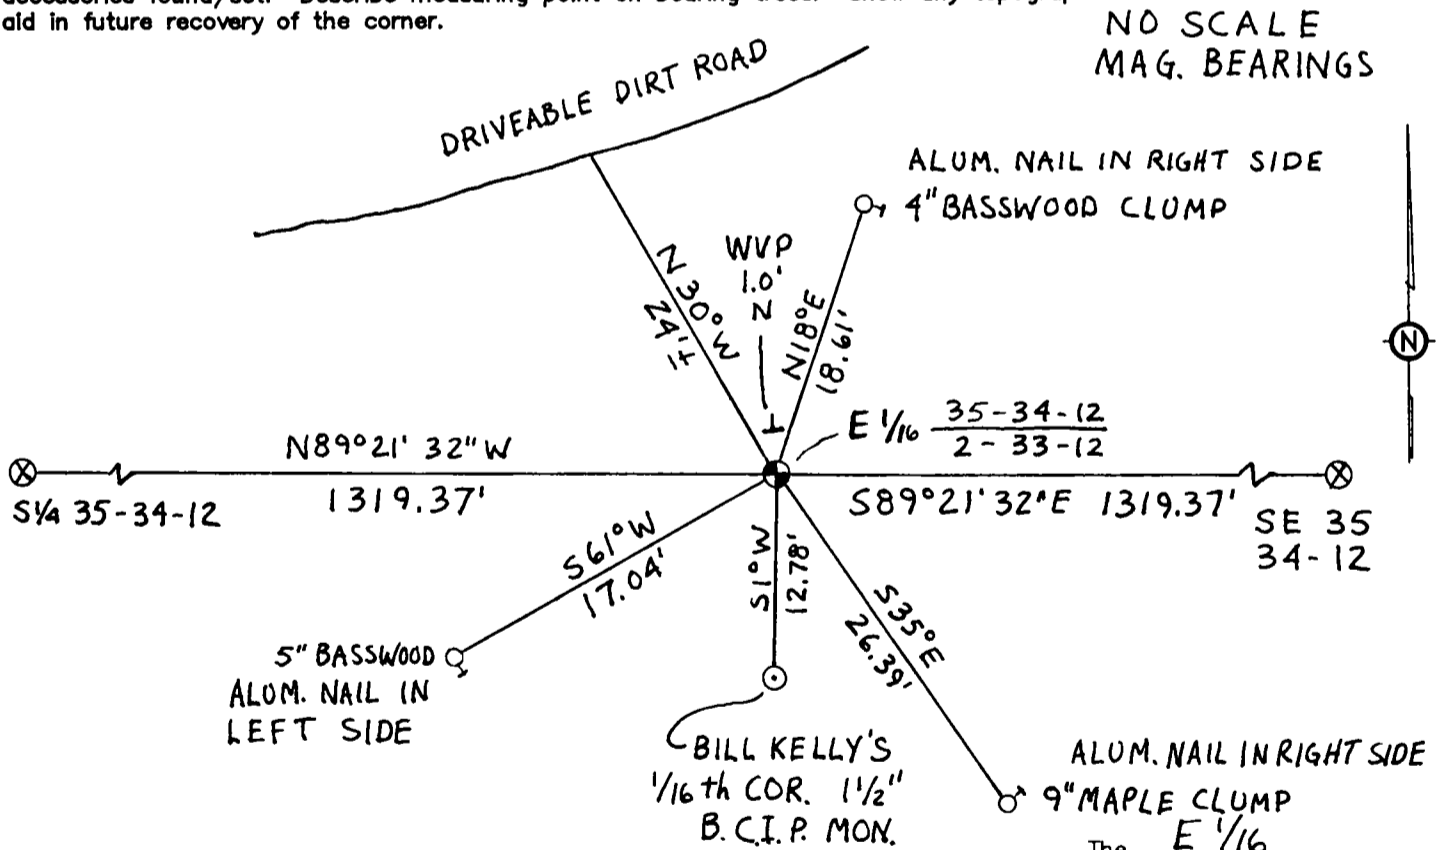 aid in future recovery of the corner.
NO SCALE
MAG. BEARINGS
DRIVEABLE DIRT ROAD
ALUM. NAIL IN RIGHT SIDE
4" BASSWOOD CLUMP
WVP
1.0'
N
N 30° W
24'±
N18°E
18.61'
N
E 1/16 35-34-12
2-33-12
N89°21' 32" W
1319.37'
S89°21' 32"E 1319.37'
S1/4 35-34-12
SE 35
34-12
S61°W
17.04'
S1°W
12.78'
S35°E
26.39'
5" BASSWOOD
ALUM. NAIL IN
LEFT SIDE
BILL KELLY'S
1/16th COR. 1 1/2"
B.C.I.P. MON.
ALUM. NAIL IN RIGHT SIDE
9" MAPLE CLUMP
The E 1/16